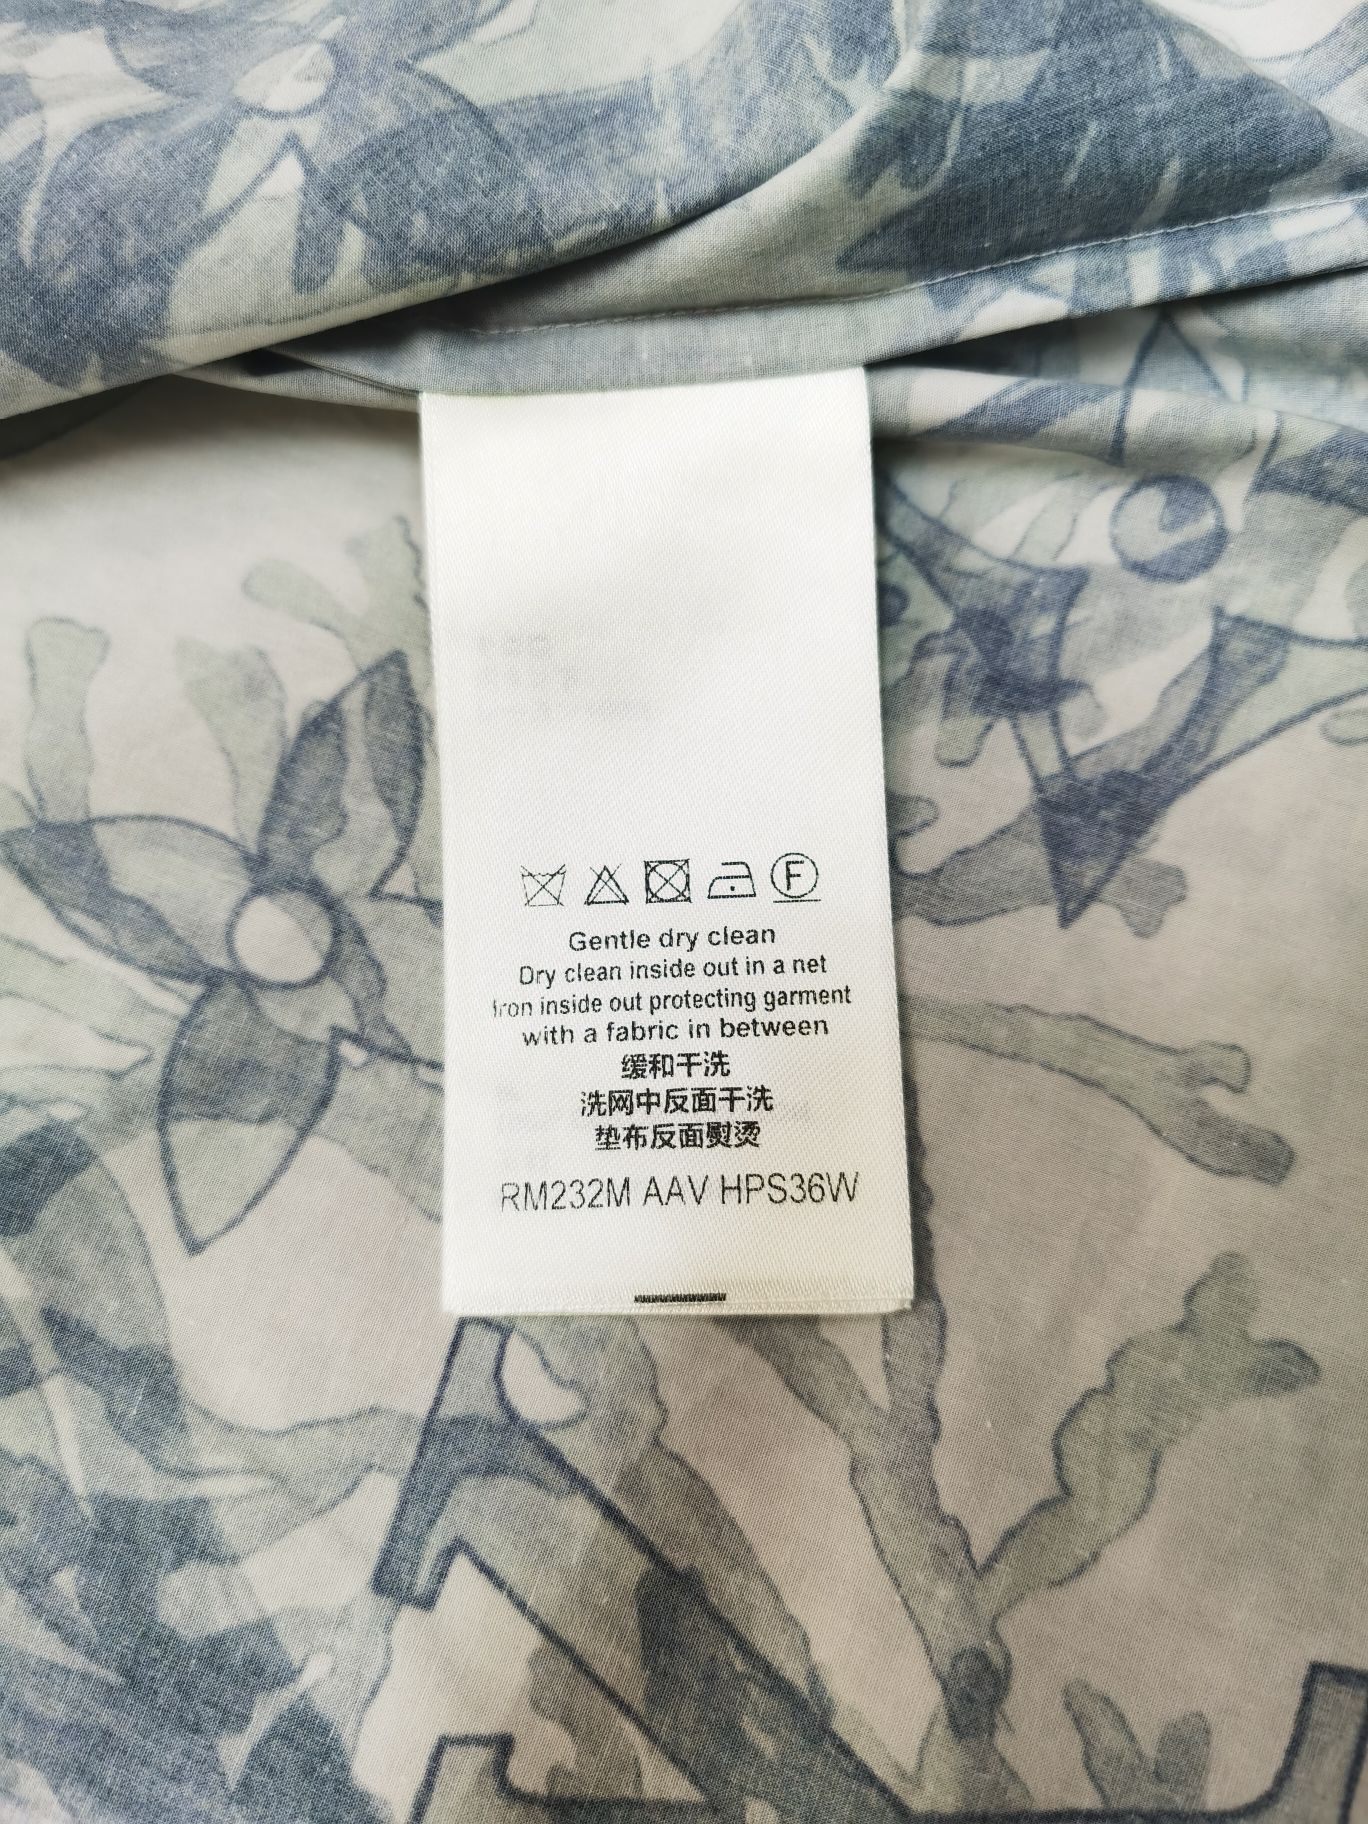 F
Gentle dry clean
Dry clean inside out in a net
Iron inside out protecting garment
with a fabric in between
缓和干洗
洗网中反面干洗
垫布反面熨烫
RM232M AAV HPS36W